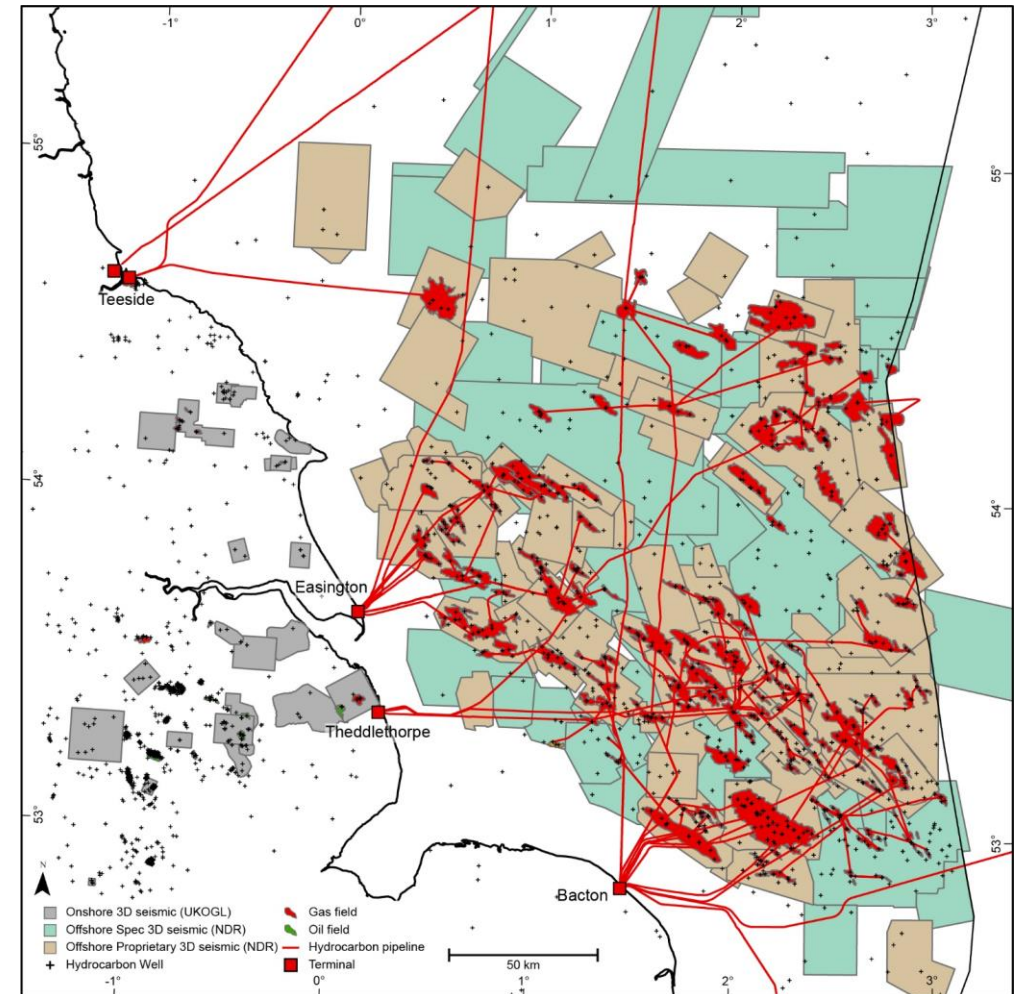 -1°
0°
1°
2°
3°
55°
55°
Teeside
54°
54°
Easington
Theddlethorpe
53°
53°
Bacton
N
Onshore 3D seismic (UKOGL)
Gas field
Offshore Spec 3D seismic (NDR)
Oil field
Offshore Proprietary 3D seismic (NDR)
Hydrocarbon pipeline
Hydrocarbon Well
Terminal
50 km
-1°
0°
1°
2°
3°